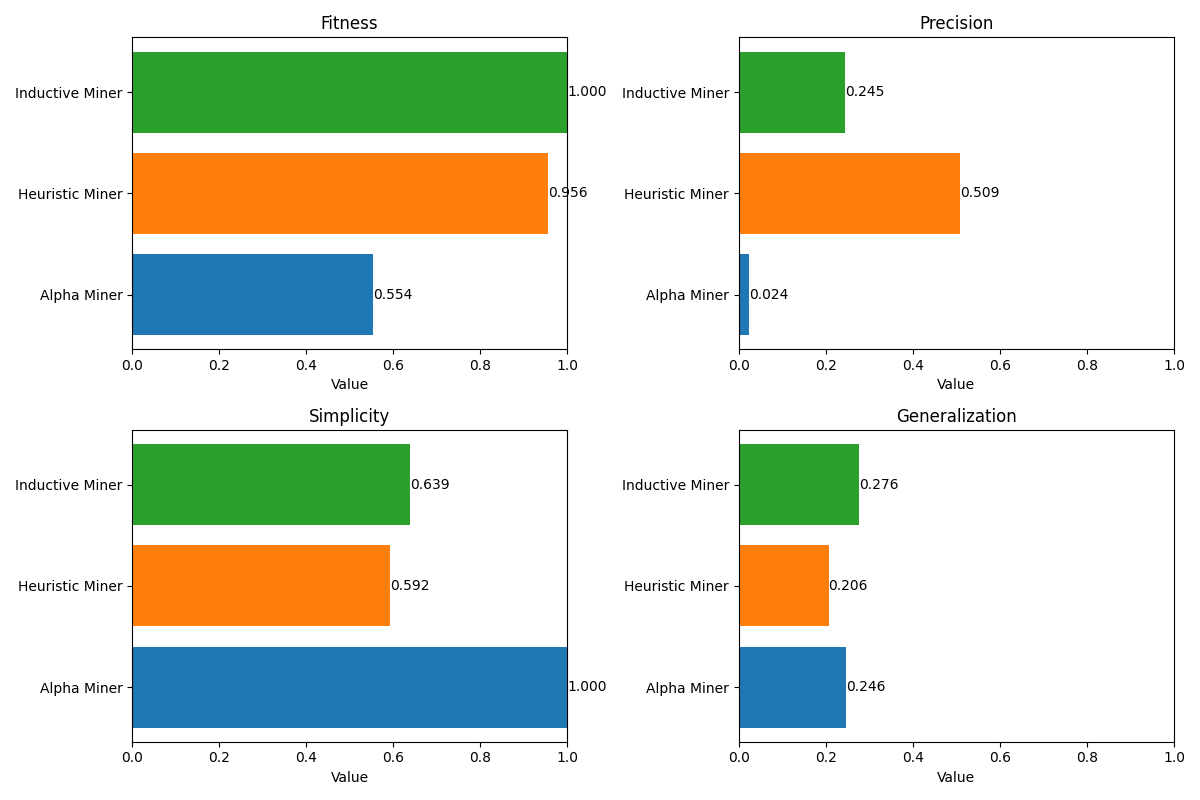 Fitness
Inductive Miner
1.000
Heuristic Miner
0.956
Alpha Miner
0.554
0.0 0.2 0.4 0.6 0.8 1.0
Value
Precision
Inductive Miner
0.245
Heuristic Miner
0.509
Alpha Miner
0.024
0.0 0.2 0.4 0.6 0.8 1.0
Value
Simplicity
Inductive Miner
0.639
Heuristic Miner
0.592
Alpha Miner
1.000
0.0 0.2 0.4 0.6 0.8 1.0
Value
Generalization
Inductive Miner
0.276
Heuristic Miner
0.206
Alpha Miner
0.246
0.0 0.2 0.4 0.6 0.8 1.0
Value